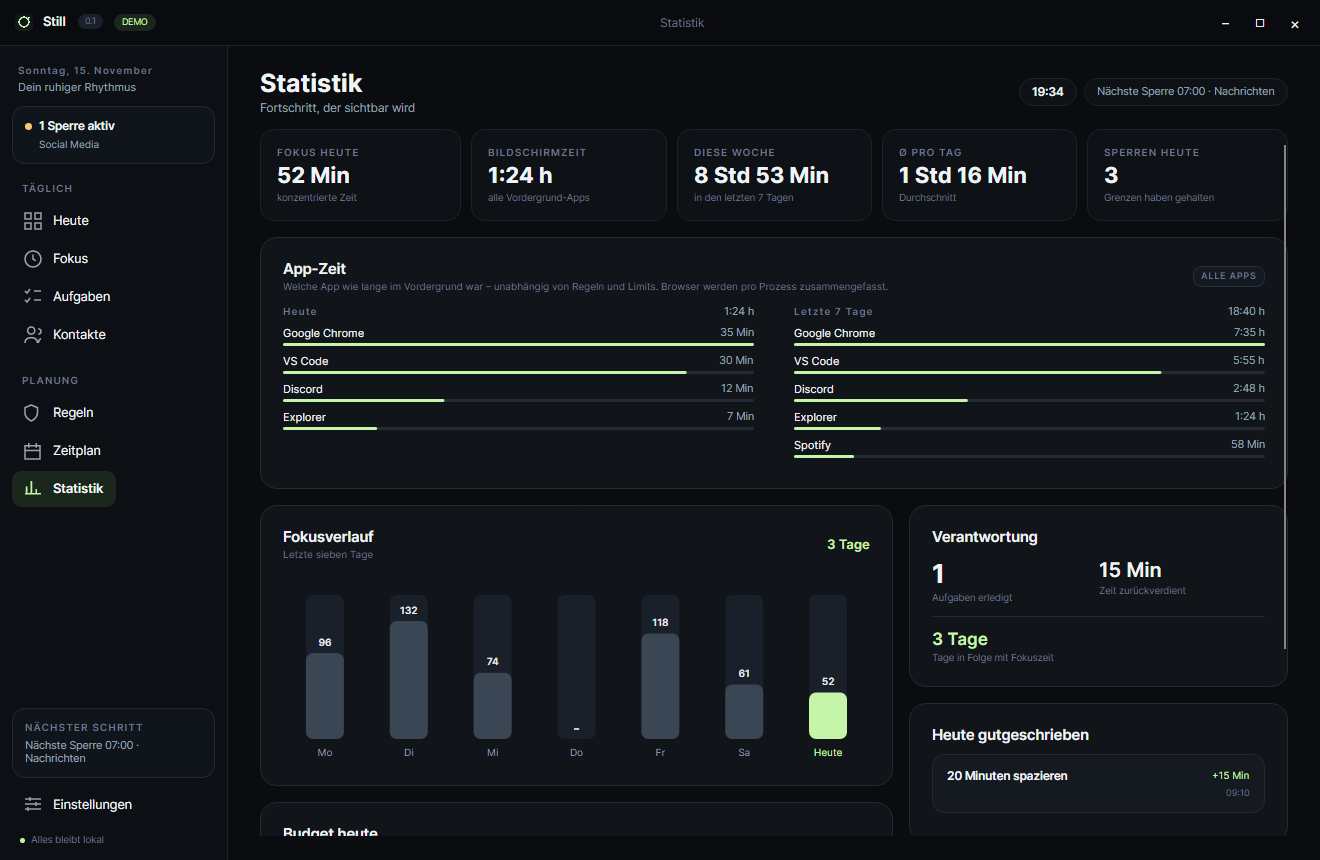 Still 0.1 DEMO
Statistik
Sonntag, 15. November
Dein ruhiger Rhythmus
1 Sperre aktiv
Social Media
TÄGLICH
Heute
Fokus
Aufgaben
Kontakte
PLANUNG
Regeln
Zeitplan
Statistik
NÄCHSTER SCHRITT
Nächste Sperre 07:00 ·
Nachrichten
Einstellungen
Alles bleibt lokal
Statistik
Fortschritt, der sichtbar wird
19:34
Nächste Sperre 07:00 · Nachrichten
FOKUS HEUTE
52 Min
konzentrierte Zeit
BILDSCHIRMZEIT
1:24 h
alle Vordergrund-Apps
DIESE WOCHE
8 Std 53 Min
in den letzten 7 Tagen
Ø PRO TAG
1 Std 16 Min
Durchschnitt
SPERREN HEUTE
3
Grenzen haben gehalten
App-Zeit
Welche App wie lange im Vordergrund war – unabhängig von Regeln und Limits. Browser werden pro Prozess zusammengefasst.
ALLE APPS
Heute 1:24 h
Google Chrome 35 Min
VS Code 30 Min
Discord 12 Min
Explorer 7 Min
Letzte 7 Tage 18:40 h
Google Chrome 7:35 h
VS Code 5:55 h
Discord 2:48 h
Explorer 1:24 h
Spotify 58 Min
Fokusverlauf
Letzte sieben Tage
3 Tage
96 132 74 – 118 61 52
Mo Di Mi Do Fr Sa Heute
Verantwortung
1
Aufgaben erledigt
15 Min
Zeit zurückverdient
3 Tage
Tage in Folge mit Fokuszeit
Heute gutgeschrieben
20 Minuten spazieren +15 Min
09:10
Budget heute